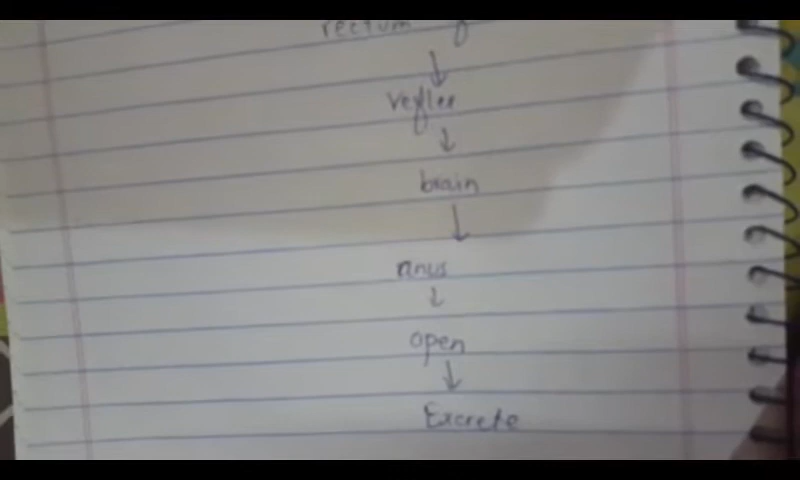 rectum
↓
reflex
↓
brain
↓
anus
↓
open
↓
Excrete